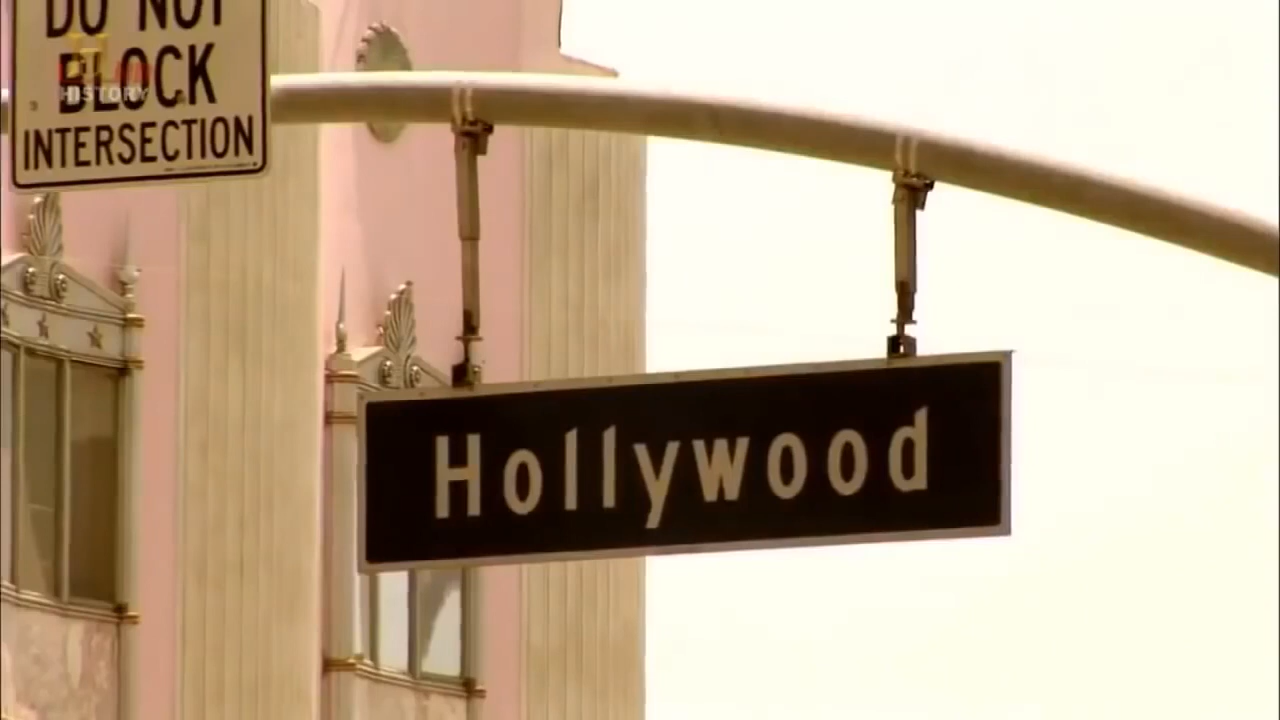 DO NOT
BLOCK
INTERSECTION
HISTORY
Hollywood